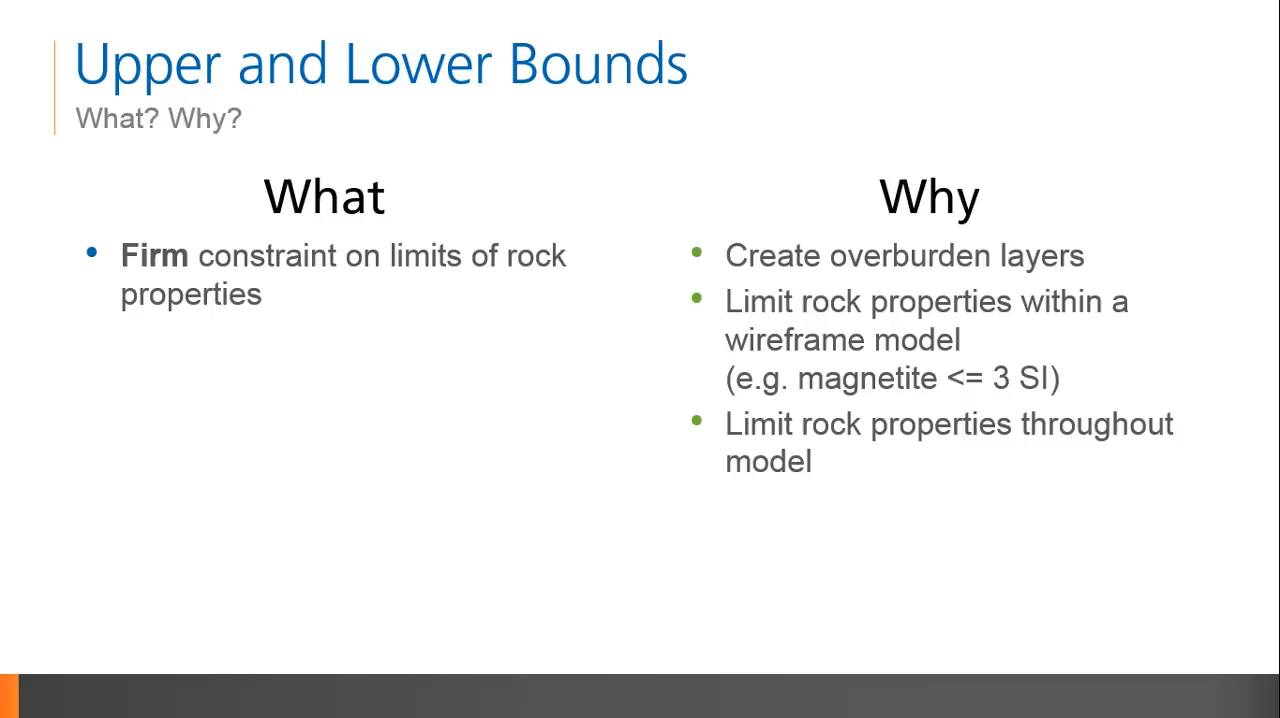 Upper and Lower Bounds
What? Why?
What
• Firm constraint on limits of rock
properties
Why
• Create overburden layers
• Limit rock properties within a
wireframe model
(e.g. magnetite <= 3 SI)
• Limit rock properties throughout
model